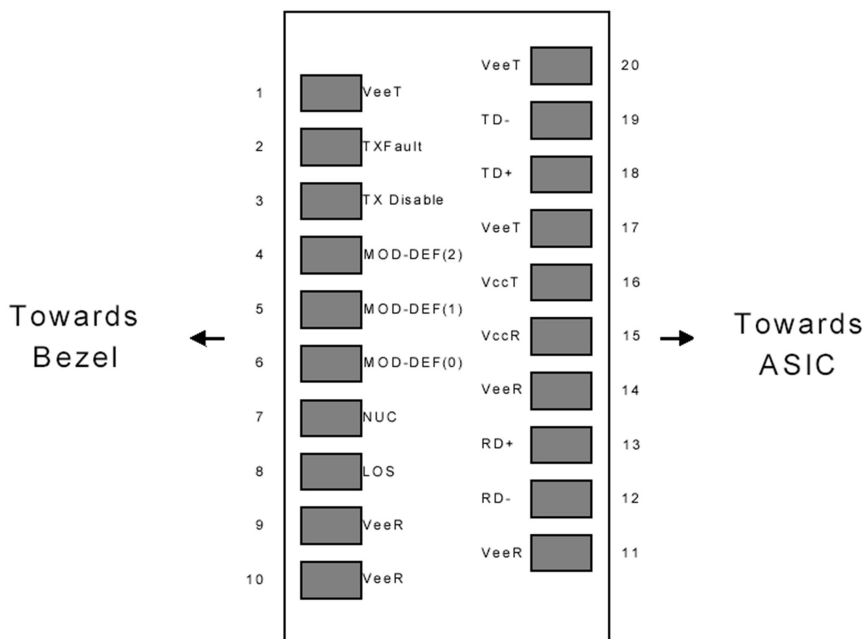 1 VeeT
2 TXFault
3 TX Disable
4 MOD-DEF(2)
5 MOD-DEF(1)
6 MOD-DEF(0)
7 NUC
8 LOS
9 VeeR
10 VeeR
VeeT 20
TD- 19
TD+ 18
VeeT 17
VccT 16
VccR 15
VeeR 14
RD+ 13
RD- 12
VeeR 11
Towards
Bezel
Towards
ASIC